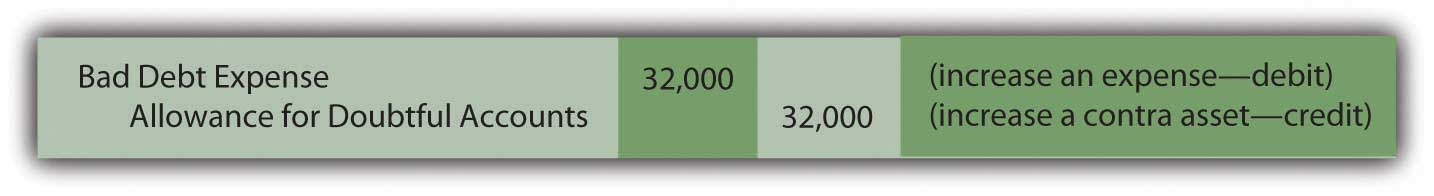 Bad Debt Expense 32,000 (increase an expense—debit)
Allowance for Doubtful Accounts 32,000 (increase a contra asset—credit)